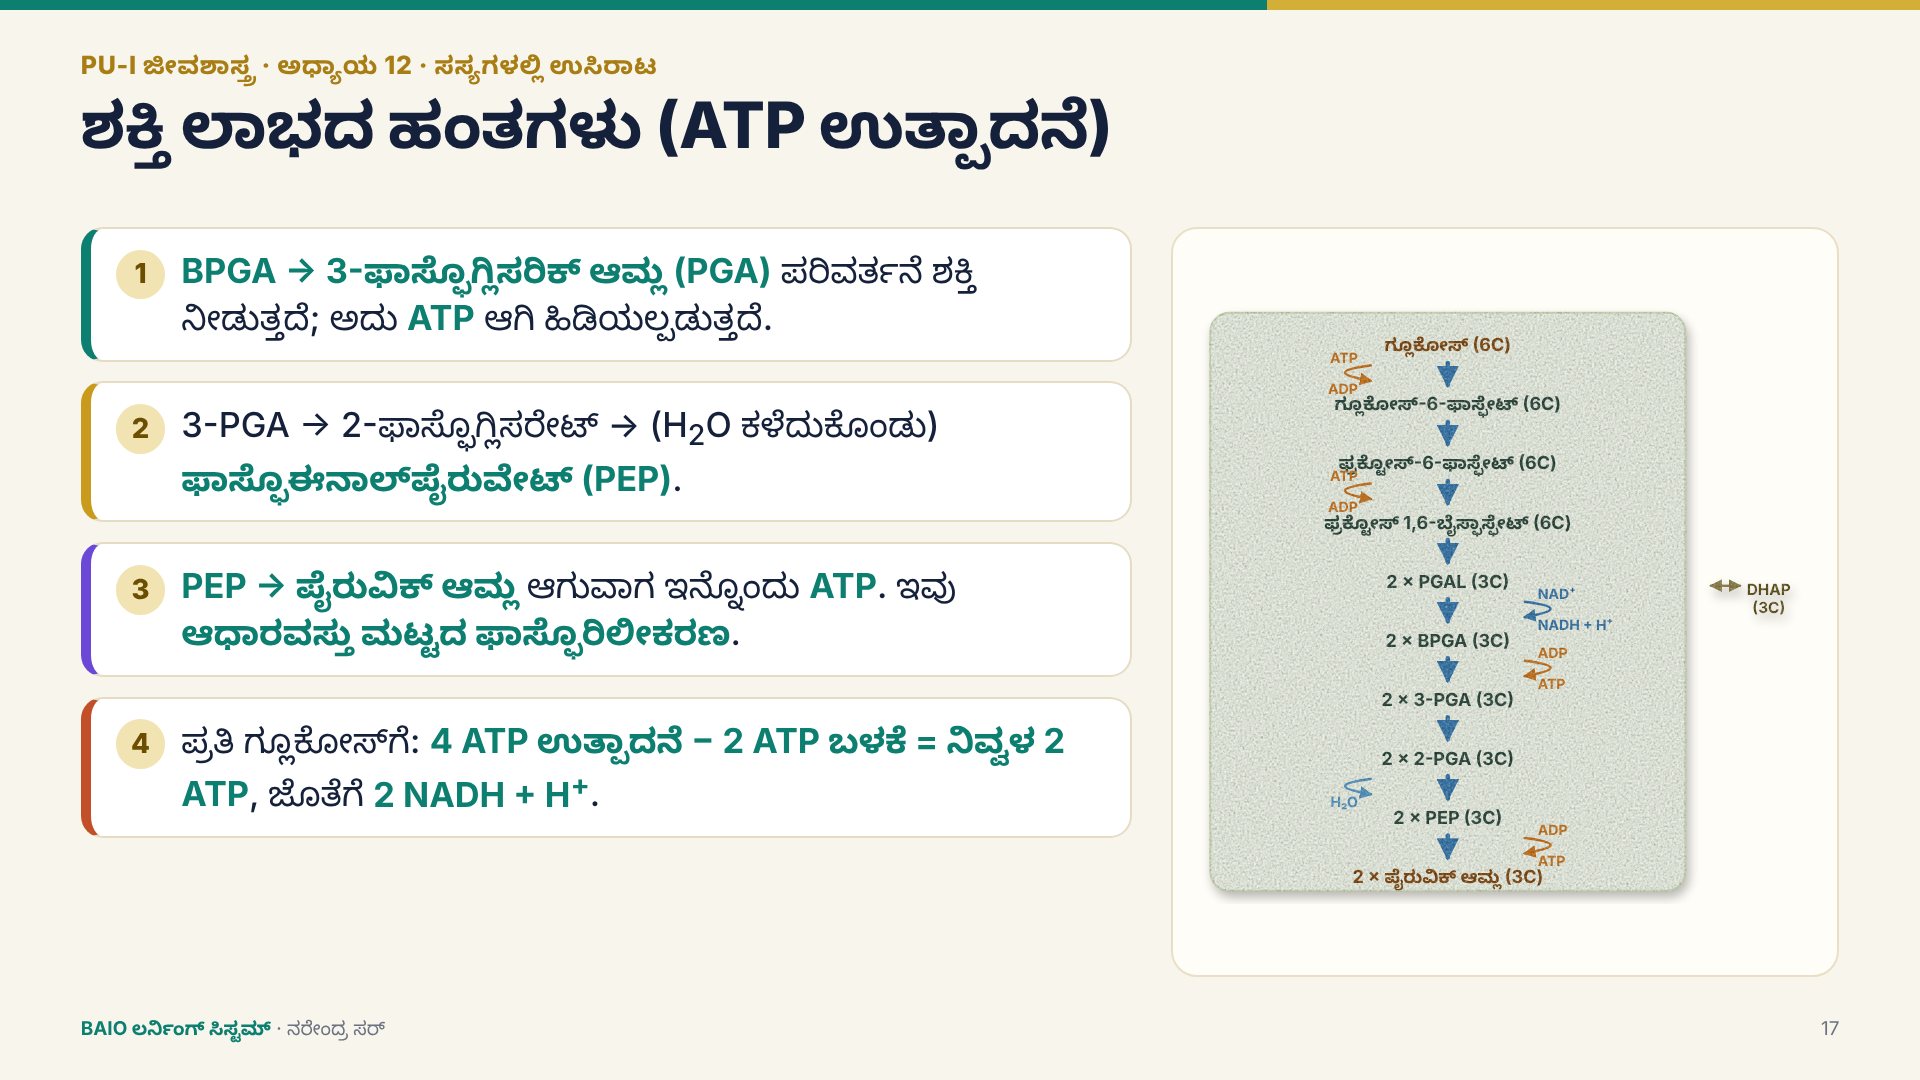 PU-I ಜೀವಶಾಸ್ತ್ರ · ಅಧ್ಯಾಯ 12 · ಸಸ್ಯಗಳಲ್ಲಿ ಉಸಿರಾಟ
ಶಕ್ತಿ ಲಾಭದ ಹಂತಗಳು (ATP ಉತ್ಪಾದನೆ)
1 BPGA → 3-ಫಾಸ್ಫೊಗ್ಲಿಸರಿಕ್ ಆಮ್ಲ (PGA) ಪರಿವರ್ತನೆ ಶಕ್ತಿ
ನೀಡುತ್ತದೆ; ಅದು ATP ಆಗಿ ಹಿಡಿಯಲ್ಪಡುತ್ತದೆ.
2 3-PGA → 2-ಫಾಸ್ಫೊಗ್ಲಿಸರೇಟ್ → (H₂O ಕಳೆದುಕೊಂಡು)
ಫಾಸ್ಫೊಈನಾಲ್‌ಪೈರುವೇಟ್ (PEP).
3 PEP → ಪೈರುವಿಕ್ ಆಮ್ಲ ಆಗುವಾಗ ಇನ್ನೊಂದು ATP. ಇವು
ಆಧಾರವಸ್ತು ಮಟ್ಟದ ಫಾಸ್ಫೊರಿಲೀಕರಣ.
4 ಪ್ರತಿ ಗ್ಲೂಕೋಸ್‌ಗೆ: 4 ATP ಉತ್ಪಾದನೆ − 2 ATP ಬಳಕೆ = ನಿವ್ವಳ 2
ATP, ಜೊತೆಗೆ 2 NADH + H⁺.
ಗ್ಲೂಕೋಸ್ (6C)
ATP
ADP
ಗ್ಲೂಕೋಸ್-6-ಫಾಸ್ಫೇಟ್ (6C)
ಫ್ರಕ್ಟೋಸ್-6-ಫಾಸ್ಫೇಟ್ (6C)
ATP
ADP
ಫ್ರಕ್ಟೋಸ್ 1,6-ಬೈಸ್ಫಾಸ್ಫೇಟ್ (6C)
2 × PGAL (3C)
DHAP
(3C)
NAD⁺
NADH + H⁺
2 × BPGA (3C)
ADP
ATP
2 × 3-PGA (3C)
2 × 2-PGA (3C)
H₂O
2 × PEP (3C)
ADP
ATP
2 × ಪೈರುವಿಕ್ ಆಮ್ಲ (3C)
BAIO ಲರ್ನಿಂಗ್ ಸಿಸ್ಟಮ್ · ನರೇಂದ್ರ ಸರ್
17